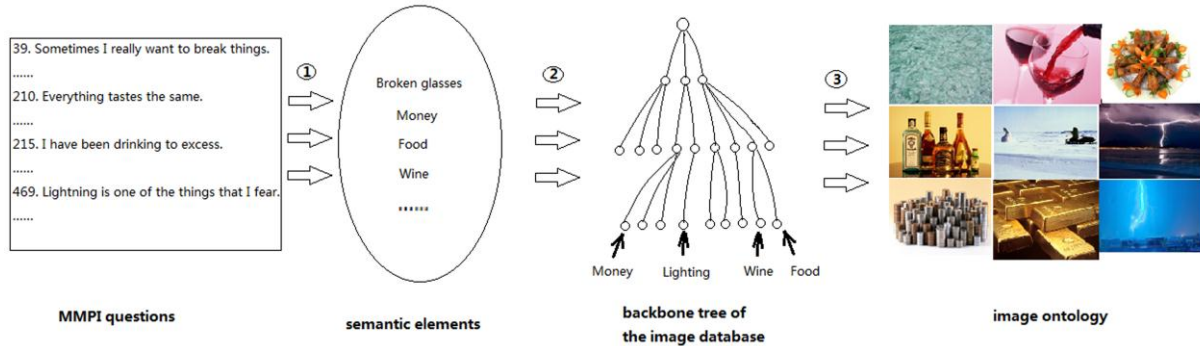 39. Sometimes I really want to break things.
......
210. Everything tastes the same.
......
215. I have been drinking to excess.
......
469. Lightning is one of the things that I fear.
......
MMPI questions
①
Broken glasses
Money
Food
Wine
......
semantic elements
②
Money
Lighting
Wine
Food
backbone tree of
the image database
③
image ontology